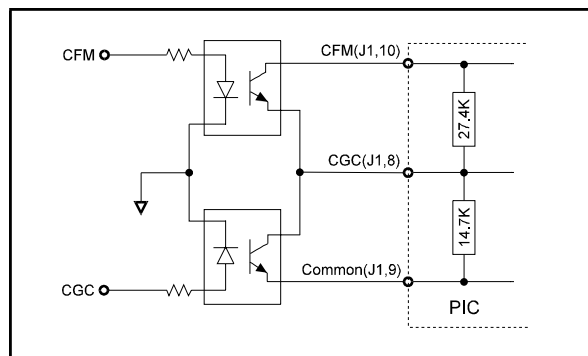 CFM
CFM(J1,10)
27.4K
CGC(J1,8)
14.7K
Common(J1,9)
CGC
PIC